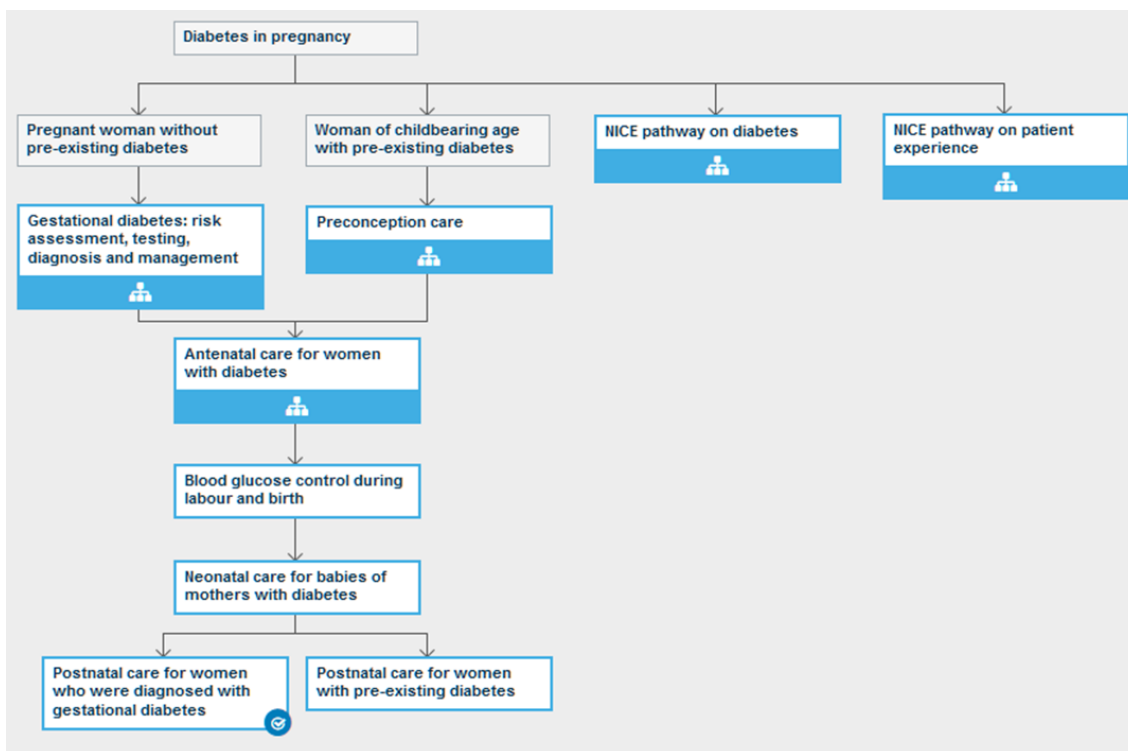 Diabetes in pregnancy
Pregnant woman without
pre-existing diabetes
Woman of childbearing age
with pre-existing diabetes
NICE pathway on diabetes
NICE pathway on patient
experience
Gestational diabetes: risk
assessment, testing,
diagnosis and management
Preconception care
Antenatal care for women
with diabetes
Blood glucose control during
labour and birth
Neonatal care for babies of
mothers with diabetes
Postnatal care for women
who were diagnosed with
gestational diabetes
Postnatal care for women
with pre-existing diabetes